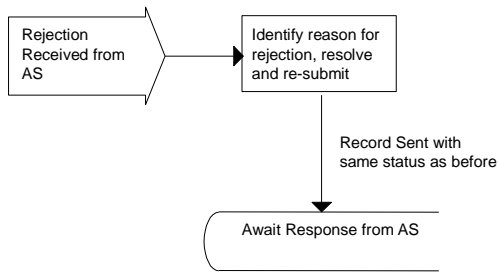 Rejection
Received from
AS
Identify reason for
rejection, resolve
and re-submit
Record Sent with
same status as before
Await Response from AS